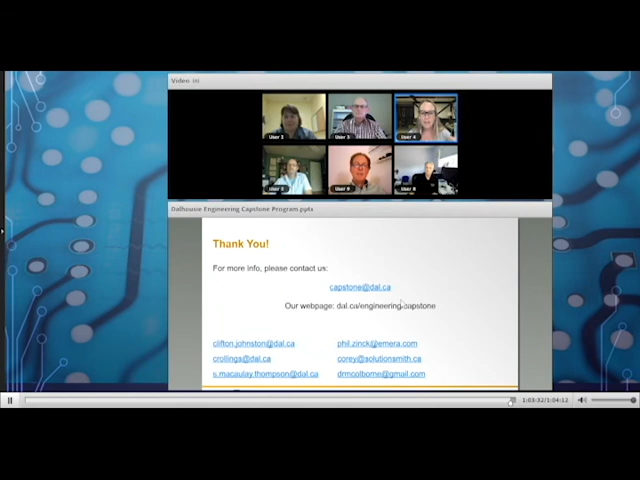 Video
User 2
User 3
User 4
User 5
User 9
User 8
Dalhousie Engineering Capstone Program.pptx
Thank You!
For more info, please contact us:
capstone@dal.ca
Our webpage: dal.ca/engineeringcapstone
clifton.johnston@dal.ca
phil.zinck@emera.com
crollings@dal.ca
corey@solutionsmith.ca
s.macaulay.thompson@dal.ca
drmcolborne@gmail.com
1:03:32/1:04:12